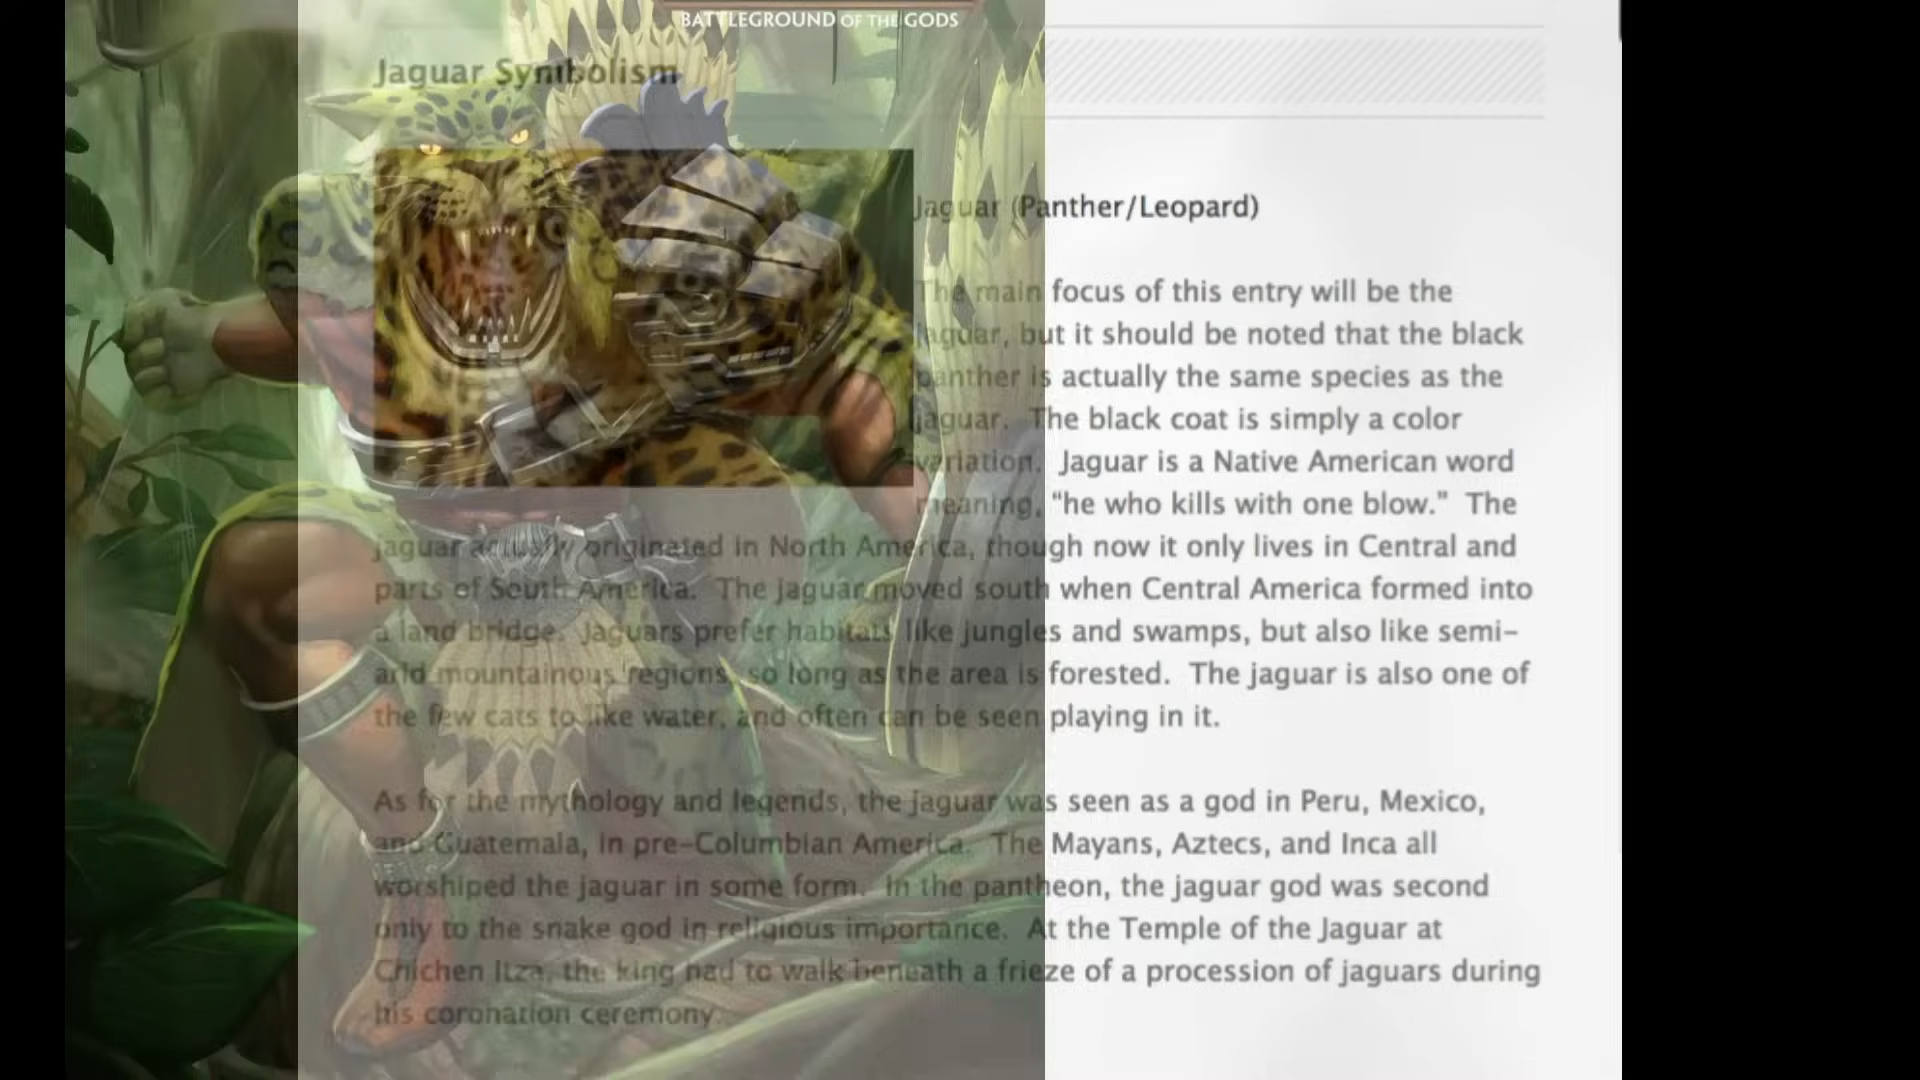 BATTLEGROUND OF THE GODS
Jaguar Symbolism
Jaguar (Panther/Leopard)
The main focus of this entry will be the
jaguar, but it should be noted that the black
panther is actually the same species as the
jaguar.  The black coat is simply a color
variation.  Jaguar is a Native American word
meaning, “he who kills with one blow.”  The
jaguar actually originated in North America, though now it only lives in Central and
parts of South America.  The jaguar moved south when Central America formed into
a land bridge.  Jaguars prefer habitats like jungles and swamps, but also like semi-
arid mountainous regions, so long as the area is forested.  The jaguar is also one of
the few cats to like water, and often can be seen playing in it.
As for the mythology and legends, the jaguar was seen as a god in Peru, Mexico,
and Guatemala, in pre-Columbian America.  The Mayans, Aztecs, and Inca all
worshiped the jaguar in some form.  In the pantheon, the jaguar god was second
only to the snake god in religious importance.  At the Temple of the Jaguar at
Chichen Itza, the king had to walk beneath a frieze of a procession of jaguars during
his coronation ceremony.